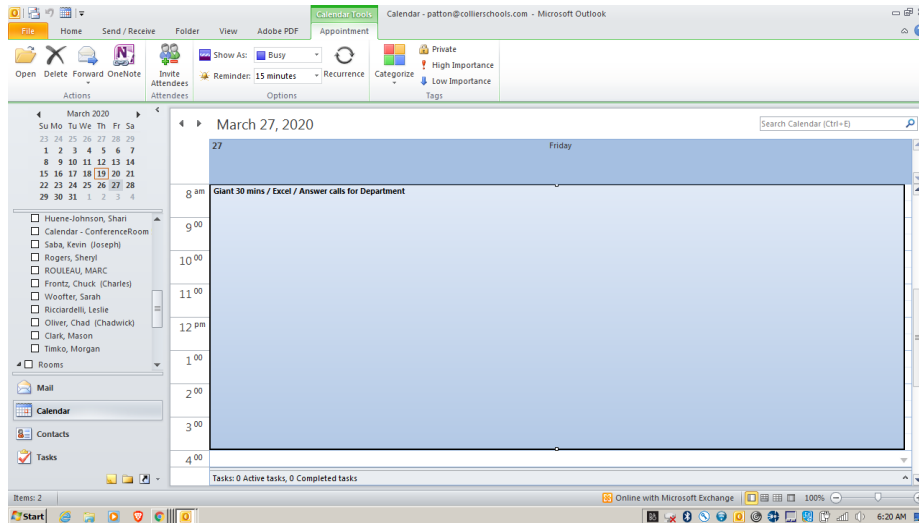 Calendar Tools
Calendar - patton@collierschools.com - Microsoft Outlook
File Home Send / Receive Folder View Adobe PDF Appointment
Open Delete Forward OneNote
Invite Attendees
Show As: Busy
Reminder: 15 minutes
Recurrence
Categorize
Private
High Importance
Low Importance
Actions Attendees Options Tags
March 2020
Su Mo Tu We Th Fr Sa
23 24 25 26 27 28 29
1 2 3 4 5 6 7
8 9 10 11 12 13 14
15 16 17 18 19 20 21
22 23 24 25 26 27 28
29 30 31 1 2 3 4
Huene-Johnson, Shari
Calendar - ConferenceRoom
Saba, Kevin (Joseph)
Rogers, Sheryl
ROULEAU, MARC
Frontz, Chuck (Charles)
Woofter, Sarah
Ricciardelli, Leslie
Oliver, Chad (Chadwick)
Clark, Mason
Timko, Morgan
Rooms
Mail
Calendar
Contacts
Tasks
March 27, 2020
Search Calendar (Ctrl+E)
27 Friday
8 am Giant 30 mins / Excel / Answer calls for Department
9 00
10 00
11 00
12 pm
1 00
2 00
3 00
4 00
Tasks: 0 Active tasks, 0 Completed tasks
Items: 2
Online with Microsoft Exchange
100%
Start
6:20 AM